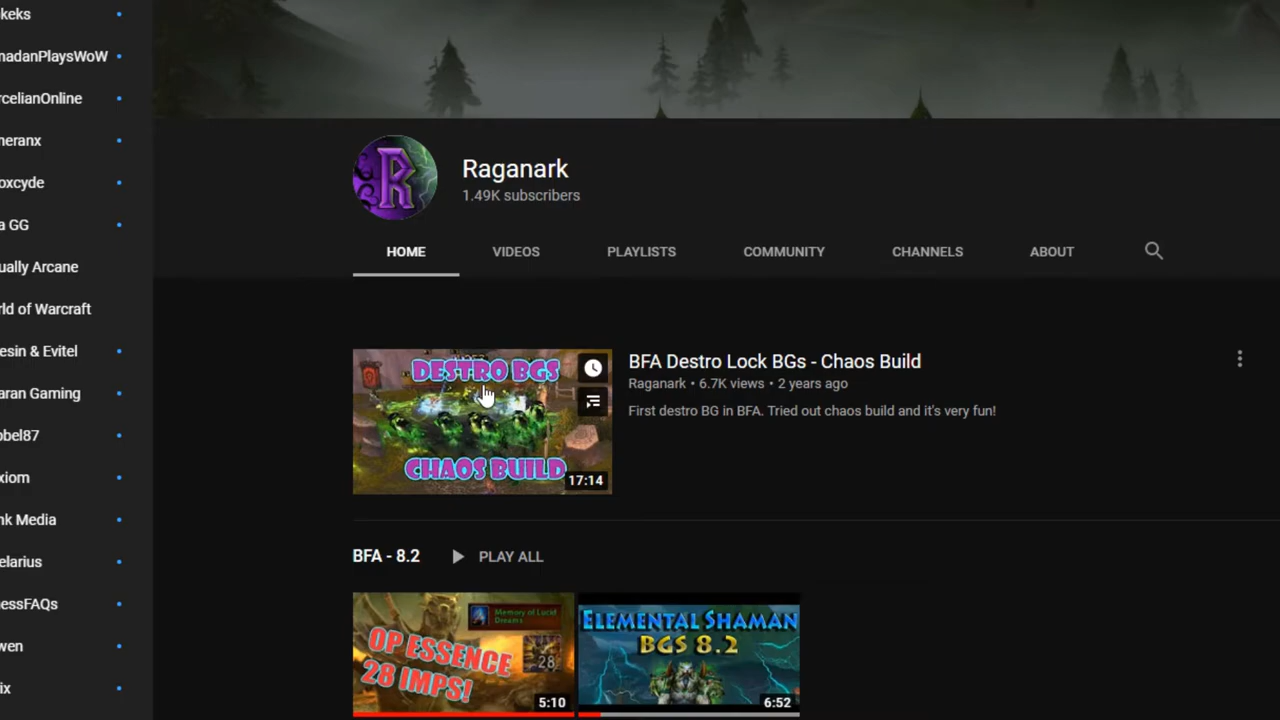 keks
nadanPlaysWoW
rcelianOnline
neranx
oxcyde
a GG
ually Arcane
rld of Warcraft
esin & Evitel
aran Gaming
bbel87
xiom
nk Media
elarius
nessFAQs
wen
ix
R
Raganark
1.49K subscribers
HOME VIDEOS PLAYLISTS COMMUNITY CHANNELS ABOUT
DESTRO BGS
CHAOS BUILD
17:14
BFA Destro Lock BGs - Chaos Build
Raganark • 6.7K views • 2 years ago
First destro BG in BFA. Tried out chaos build and it's very fun!
BFA - 8.2 PLAY ALL
Memory of Lucid
Dreams
OP ESSENCE
28 IMPS!
28
5:10
ELEMENTAL SHAMAN
BGS 8.2
6:52